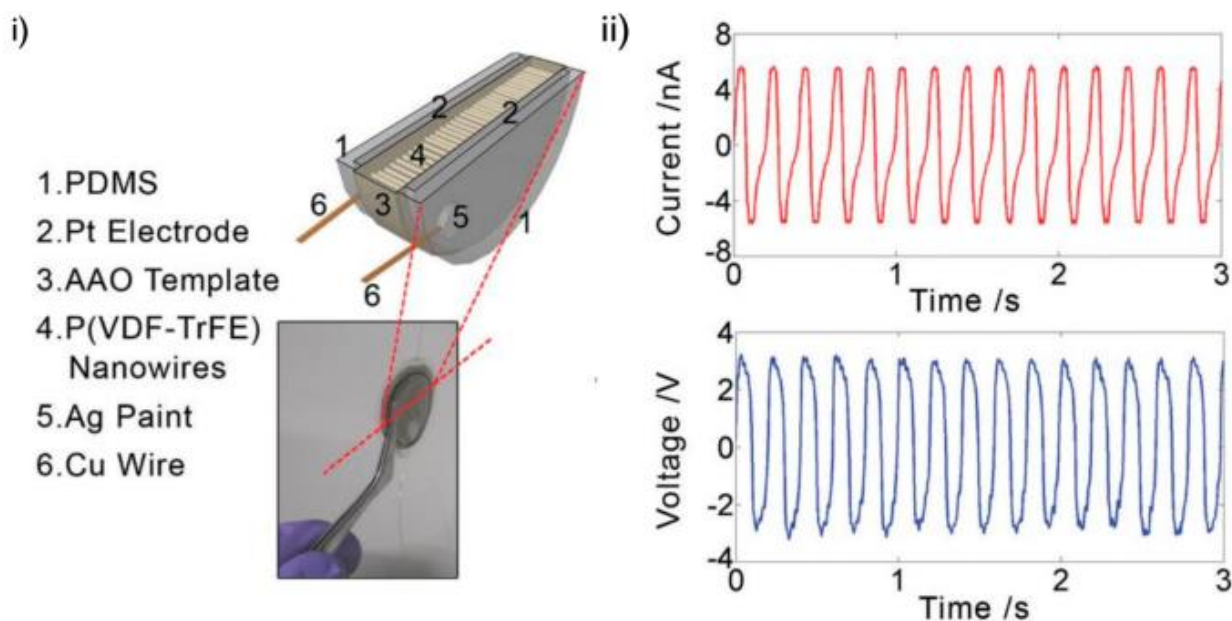 i)
2
2
1
4
6
3
5
1
6
1.PDMS
2.Pt Electrode
3.AAO Template
4.P(VDF-TrFE)
Nanowires
5.Ag Paint
6.Cu Wire
ii)
8
4
0
-4
-8
Current /nA
0 1 2 3
Time /s
4
2
0
-2
-4
Voltage /V
0 1 2 3
Time /s